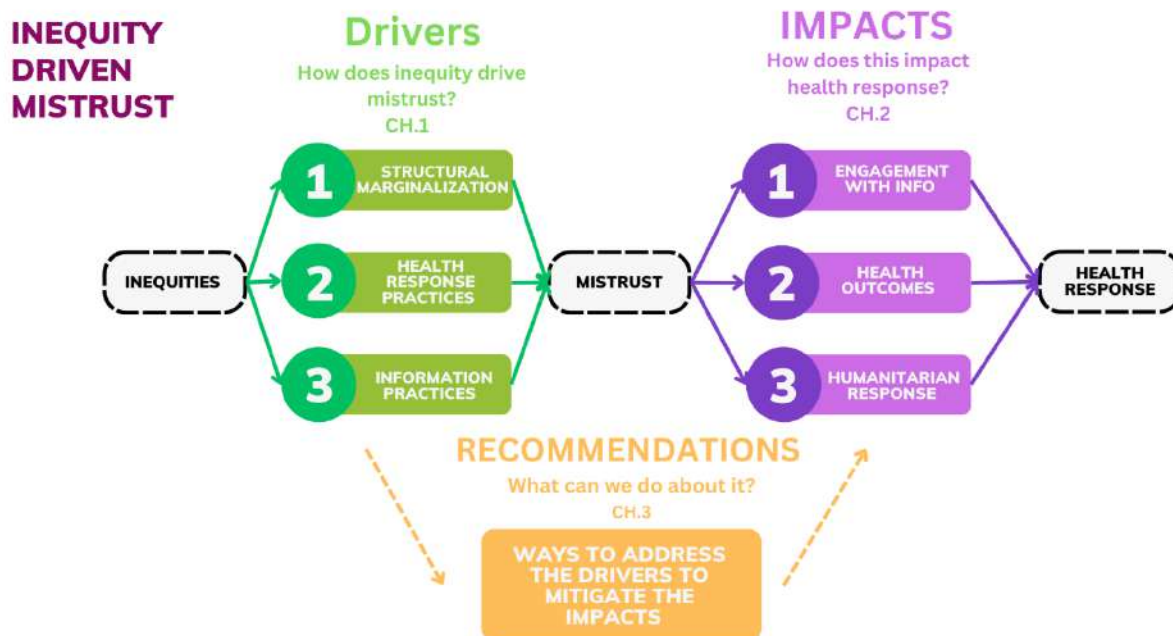 INEQUITY
DRIVEN
MISTRUST
Drivers
How does inequity drive
mistrust?
CH.1
IMPACTS
How does this impact
health response?
CH.2
INEQUITIES
1
STRUCTURAL
MARGINALIZATION
2
HEALTH
RESPONSE
PRACTICES
3
INFORMATION
PRACTICES
MISTRUST
1
ENGAGEMENT
WITH INFO
2
HEALTH
OUTCOMES
3
HUMANITARIAN
RESPONSE
HEALTH
RESPONSE
RECOMMENDATIONS
What can we do about it?
CH.3
WAYS TO ADDRESS
THE DRIVERS TO
MITIGATE THE
IMPACTS